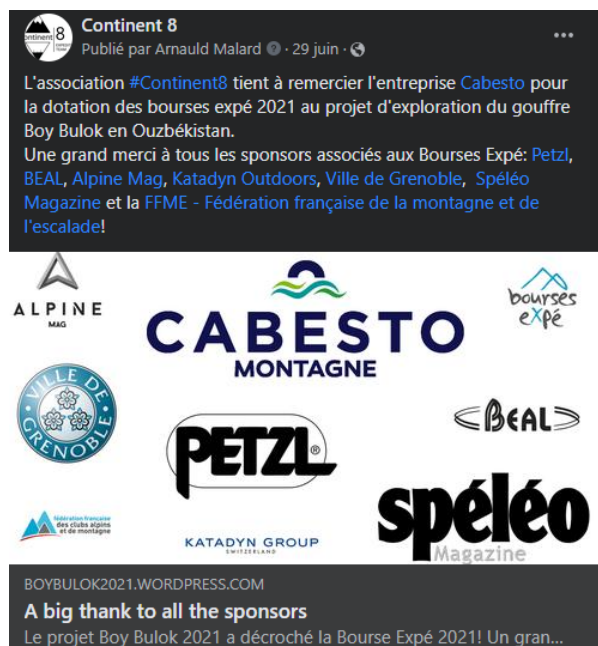 ontinent 8
Continent 8
Publié par Arnauld Malard · 29 juin ·
L'association #Continent8 tient à remercier l'entreprise Cabesto pour
la dotation des bourses expé 2021 au projet d'exploration du gouffre
Boy Bulok en Ouzbékistan.
Une grand merci à tous les sponsors associés aux Bourses Expé: Petzl,
BEAL, Alpine Mag, Katadyn Outdoors, Ville de Grenoble, Spéléo
Magazine et la FFME - Fédération française de la montagne et de
l'escalade!
ALPINE
MAG
CABESTO
MONTAGNE
bourses
expé
VILLE DE
GRENOBLE
PETZL®
BEAL
fédération française
des clubs alpins
et de montagne
KATADYN GROUP
SWITZERLAND
spéléo
Magazine
BOYBULOK2021.WORDPRESS.COM
A big thank to all the sponsors
Le projet Boy Bulok 2021 a décroché la Bourse Expé 2021! Un gran...